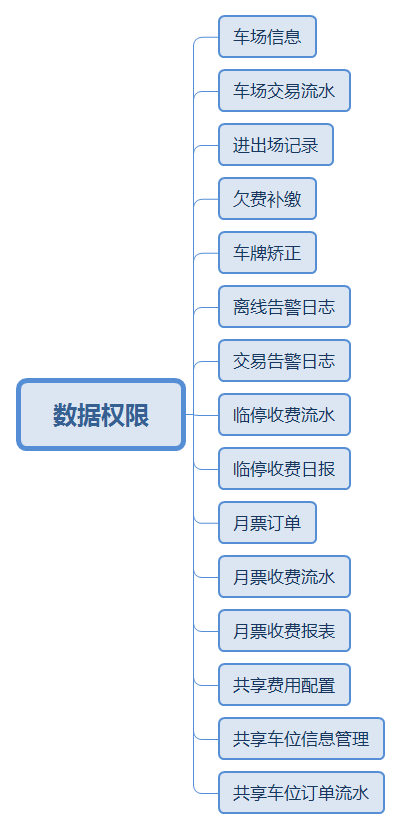 车场信息
车场交易流水
进出场记录
欠费补缴
车牌矫正
离线告警日志
交易告警日志
数据权限
临停收费流水
临停收费日报
月票订单
月票收费流水
月票收费报表
共享费用配置
共享车位信息管理
共享车位订单流水